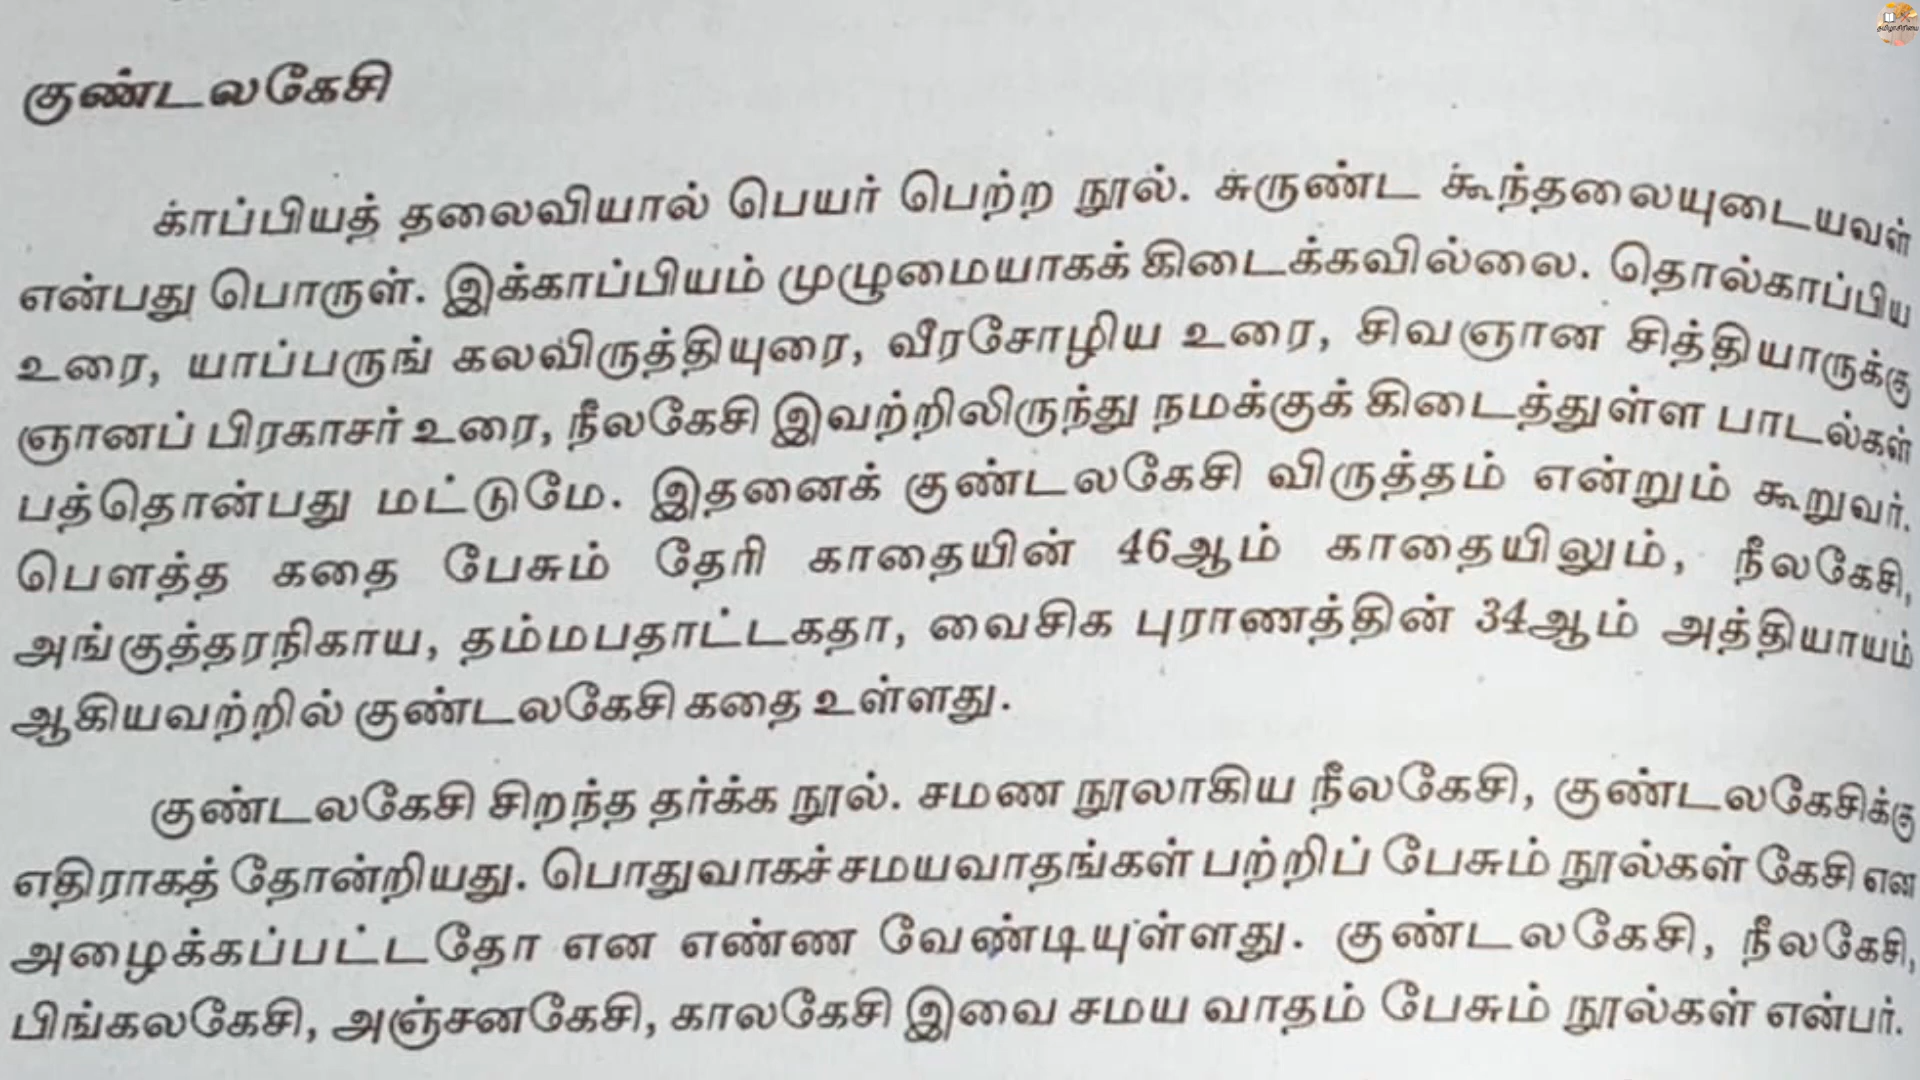 தமிழாசிரியை
குண்டலகேசி
காப்பியத் தலைவியால் பெயர் பெற்ற நூல். சுருண்ட கூந்தலையுடையவள்
என்பது பொருள். இக்காப்பியம் முழுமையாகக் கிடைக்கவில்லை. தொல்காப்பிய
உரை, யாப்பருங் கலவிருத்தியுரை, வீரசோழிய உரை, சிவஞான சித்தியாருக்கு
ஞானப் பிரகாசர் உரை, நீலகேசி இவற்றிலிருந்து நமக்குக் கிடைத்துள்ள பாடல்கள்
பத்தொன்பது மட்டுமே. இதனைக் குண்டலகேசி விருத்தம் என்றும் கூறுவர்.
பௌத்த கதை பேசும் தேரி காதையின் 46ஆம் காதையிலும், நீலகேசி,
அங்குத்தரநிகாய, தம்மபதாட்டகதா, வைசிக புராணத்தின் 34ஆம் அத்தியாயம்
ஆகியவற்றில் குண்டலகேசி கதை உள்ளது.
குண்டலகேசி சிறந்த தர்க்க நூல். சமண நூலாகிய நீலகேசி, குண்டலகேசிக்கு
எதிராகத் தோன்றியது. பொதுவாகச் சமயவாதங்கள் பற்றிப் பேசும் நூல்கள் கேசி என
அழைக்கப்பட்டதோ என எண்ண வேண்டியுள்ளது. குண்டலகேசி, நீலகேசி,
பிங்கலகேசி, அஞ்சனகேசி, காலகேசி இவை சமய வாதம் பேசும் நூல்கள் என்பர்.